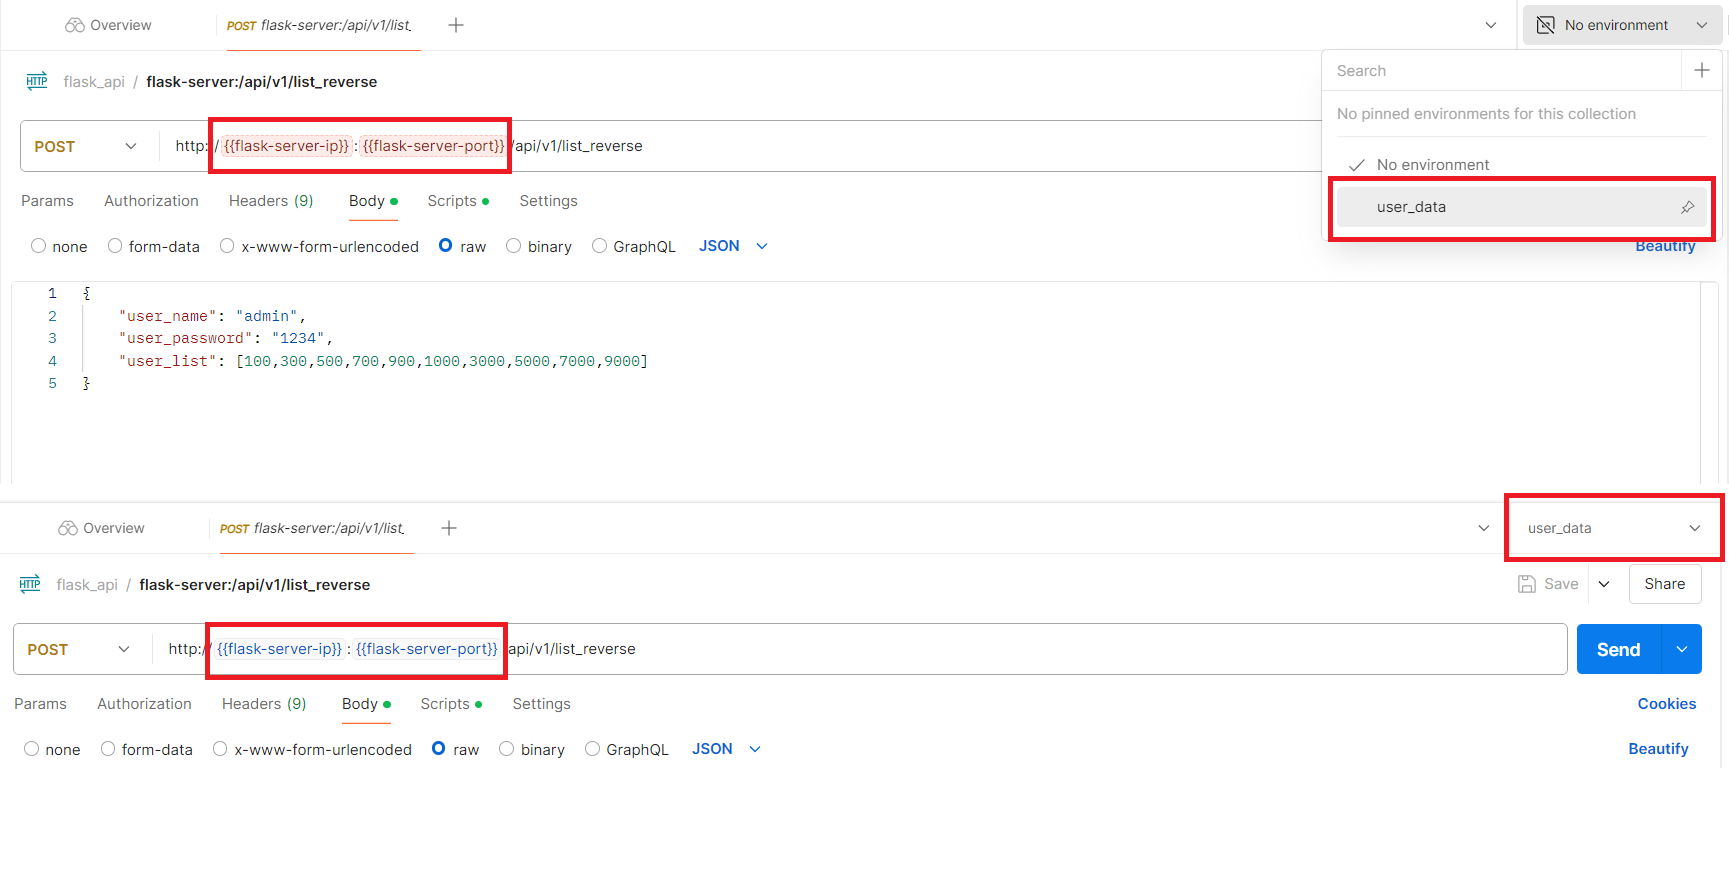 Overview
POST flask-server:/api/v1/list_
No environment
HTTP flask_api / flask-server:/api/v1/list_reverse
Search
No pinned environments for this collection
POST http://{{flask-server-ip}}:{{flask-server-port}}/api/v1/list_reverse
No environment
user_data
Params Authorization Headers (9) Body Scripts Settings
none form-data x-www-form-urlencoded raw binary GraphQL JSON Beautify
1 {
2 "user_name": "admin",
3 "user_password": "1234",
4 "user_list": [100,300,500,700,900,1000,3000,5000,7000,9000]
5 }
Overview
POST flask-server:/api/v1/list_
user_data
HTTP flask_api / flask-server:/api/v1/list_reverse
Save Share
POST http://{{flask-server-ip}}:{{flask-server-port}}/api/v1/list_reverse
Send
Params Authorization Headers (9) Body Scripts Settings Cookies
none form-data x-www-form-urlencoded raw binary GraphQL JSON Beautify